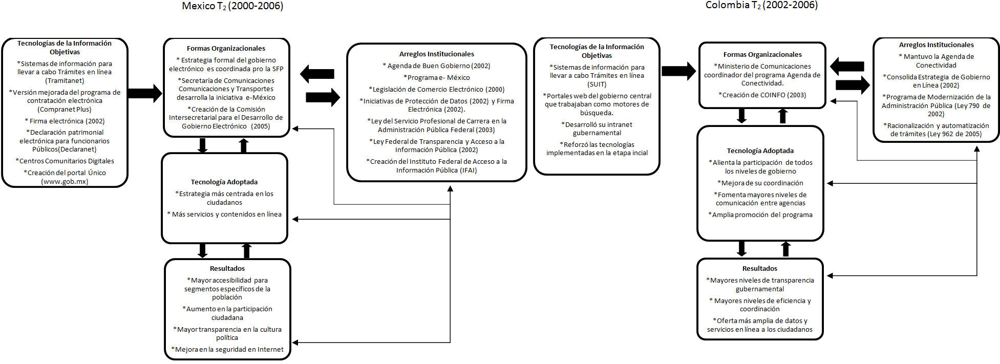 Mexico T2 (2000-2006)
Tecnologías de la Información
Objetivas
*Sistemas de información para
llevar a cabo Trámites en línea
(Tramitanet)
*Versión mejorada del programa de
contratación electrónica
(Compranet Plus)
* Firma electrónica (2002)
*Declaración patrimonial
electrónica para funcionarios
Públicos(Declaranet)
*Centros Comunitarios Digitales
*Creación del portal Único
(www.gob.mx)
Formas Organizacionales
* Estrategia formal del gobierno
electrónico es coordinada pro la SFP
*Secretaría de Comunicaciones
Comunicaciones y Transportes
desarrolla la iniciativa e-México
*Creación de la Comisión
Intersecretarial para el Desarrollo de
Gobierno Electrónico (2005)
Arreglos Institucionales
* Agenda de Buen Gobierno (2002)
*Programa e- México
*Legislación de Comercio Electrónico (2000)
*Iniciativas de Protección de Datos (2002) y Firma
Electrónica (2002).
*Ley del Servicio Profesional de Carrera en la
Administración Pública Federal (2003)
*Ley Federal de Transparencia y Acceso a la
Información Pública (2002)
*Creación del Instituto Federal de Acceso a la
Información Pública (IFAI)
Tecnología Adoptada
*Estrategia más centrada en los
ciudadanos
* Más servicios y contenidos en línea
Resultados
*Mayor accesibilidad para
segmentos específicos de la
población
*Aumento en la participación
ciudadana
*Mayor transparencia en la cultura
política
*Mejora en la seguridad en Internet
Colombia T2 (2002-2006)
Tecnologías de la Información
Objetivas
*Sistemas de información para
llevar a cabo Trámites en línea
(SUIT)
*Portales web del gobierno central
que trabajaban como motores de
búsqueda.
*Desarrolló su intranet
gubernamental
*Reforzó las tecnologías
implementadas en la etapa incial
Formas Organizacionales
*Ministerio de Comunicaciones
coordinador del programa Agenda de
Conectividad.
*Creación de COINFO (2003)
Arreglos Institucionales
* Mantuvo la Agenda de
Conectividad
*Consolida Estrategia de Gobierno
en Línea (2002)
*Programa de Modernización de la
Administración Pública (Ley 790 de
2002)
*Racionalización y automatización
de trámites (Ley 962 de 2005)
Tecnología Adoptada
*Alienta la participación de todos
los niveles de gobierno
*Mejora de su coordinación
*Fomenta mayores niveles de
comunicación entre agencias
*Amplia promoción del programa
Resultados
*Mayores niveles de transparencia
gubernamental
* Mayores niveles de eficiencia y
coordinación
*Oferta más amplia de datos y
servicios en línea a los ciudadanos